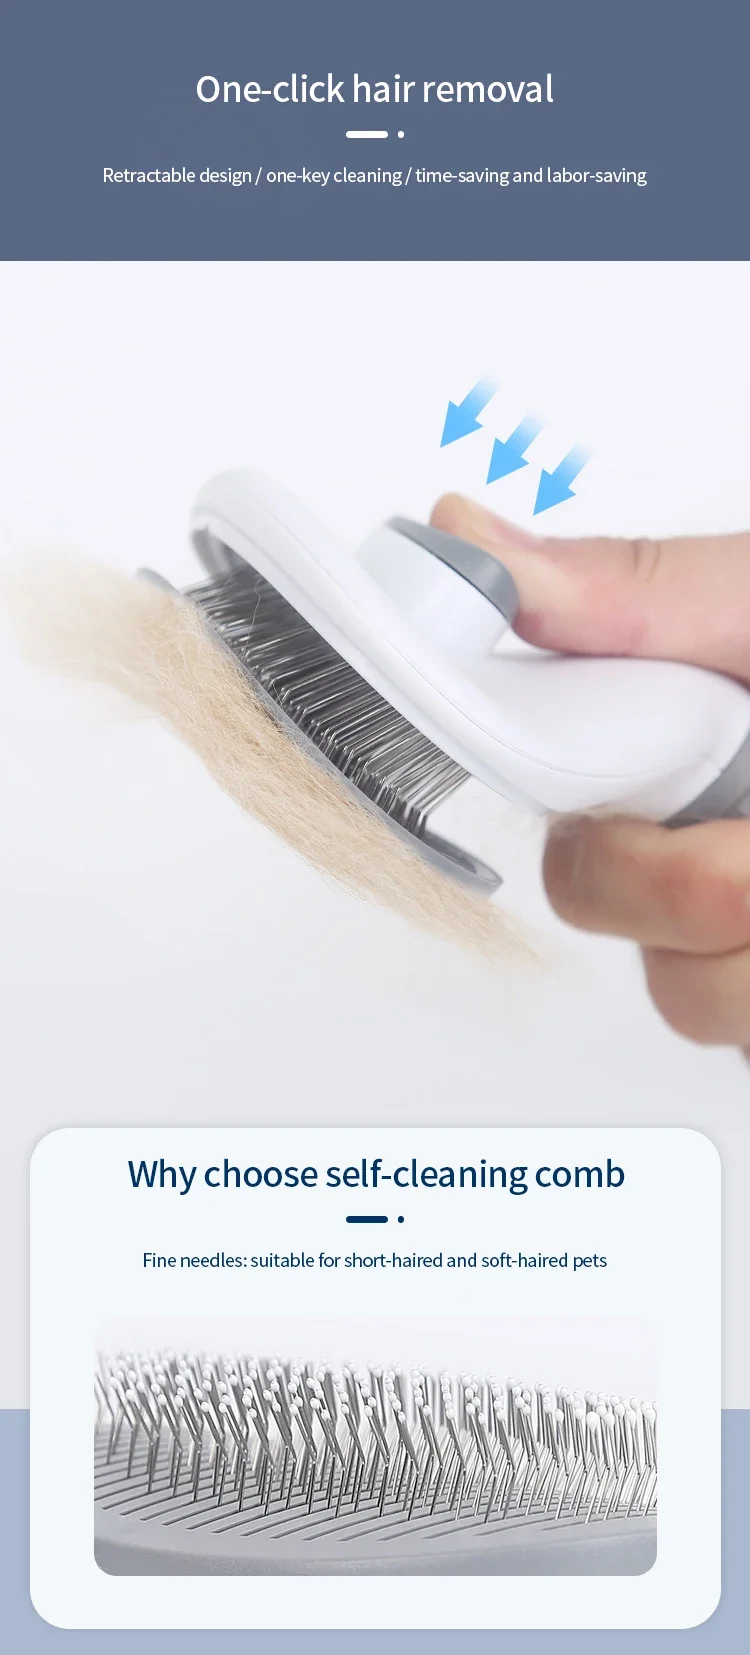 One-click hair removal
Retractable design / one-key cleaning / time-saving and labor-saving
Why choose self-cleaning comb
Fine needles: suitable for short-haired and soft-haired pets